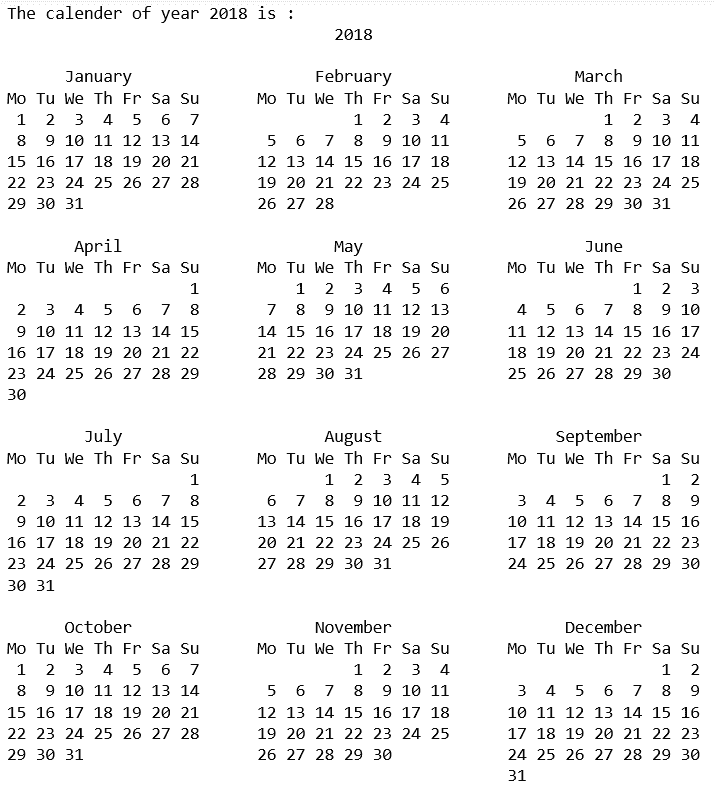 The calender of year 2018 is :
                                  2018

      January                   February                   March
Mo Tu We Th Fr Sa Su      Mo Tu We Th Fr Sa Su      Mo Tu We Th Fr Sa Su
 1  2  3  4  5  6  7                1  2  3  4                1  2  3  4
 8  9 10 11 12 13 14       5  6  7  8  9 10 11       5  6  7  8  9 10 11
15 16 17 18 19 20 21      12 13 14 15 16 17 18      12 13 14 15 16 17 18
22 23 24 25 26 27 28      19 20 21 22 23 24 25      19 20 21 22 23 24 25
29 30 31                  26 27 28                  26 27 28 29 30 31

       April                      May                       June
Mo Tu We Th Fr Sa Su      Mo Tu We Th Fr Sa Su      Mo Tu We Th Fr Sa Su
                   1          1  2  3  4  5  6                   1  2  3
 2  3  4  5  6  7  8       7  8  9 10 11 12 13       4  5  6  7  8  9 10
 9 10 11 12 13 14 15      14 15 16 17 18 19 20      11 12 13 14 15 16 17
16 17 18 19 20 21 22      21 22 23 24 25 26 27      18 19 20 21 22 23 24
23 24 25 26 27 28 29      28 29 30 31               25 26 27 28 29 30
30

        July                     August                  September
Mo Tu We Th Fr Sa Su      Mo Tu We Th Fr Sa Su      Mo Tu We Th Fr Sa Su
                   1             1  2  3  4  5                      1  2
 2  3  4  5  6  7  8       6  7  8  9 10 11 12       3  4  5  6  7  8  9
 9 10 11 12 13 14 15      13 14 15 16 17 18 19      10 11 12 13 14 15 16
16 17 18 19 20 21 22      20 21 22 23 24 25 26      17 18 19 20 21 22 23
23 24 25 26 27 28 29      27 28 29 30 31            24 25 26 27 28 29 30
30 31

      October                   November                  December
Mo Tu We Th Fr Sa Su      Mo Tu We Th Fr Sa Su      Mo Tu We Th Fr Sa Su
 1  2  3  4  5  6  7                1  2  3  4                      1  2
 8  9 10 11 12 13 14       5  6  7  8  9 10 11       3  4  5  6  7  8  9
15 16 17 18 19 20 21      12 13 14 15 16 17 18      10 11 12 13 14 15 16
22 23 24 25 26 27 28      19 20 21 22 23 24 25      17 18 19 20 21 22 23
29 30 31                  26 27 28 29 30            24 25 26 27 28 29 30
                                                    31